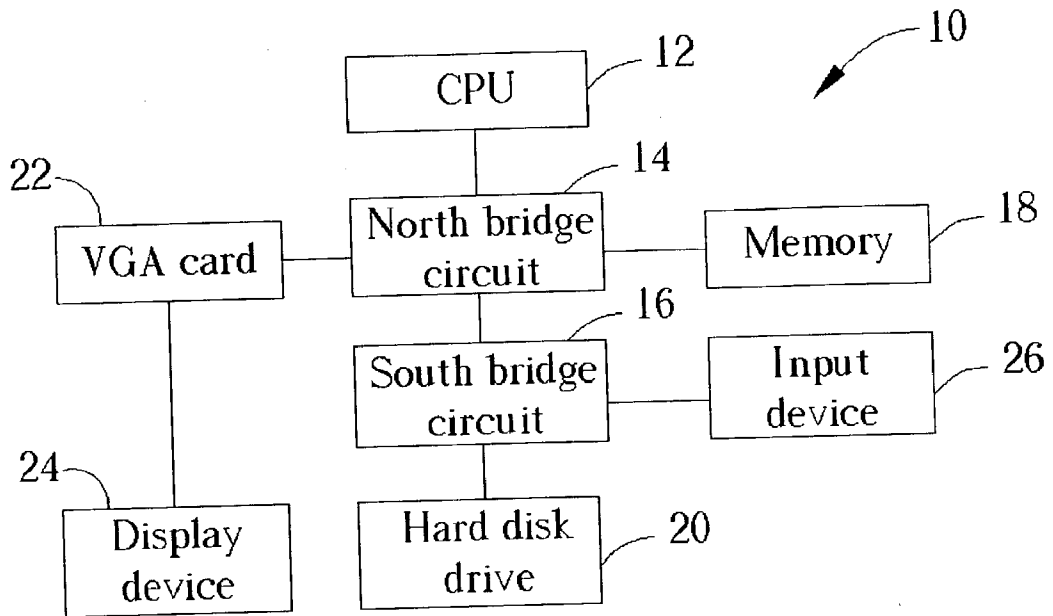 10
12
CPU
22
14
18
VGA card
North bridge
circuit
Memory
16
South bridge
circuit
Input
device
26
24
Display
device
Hard disk
drive
20